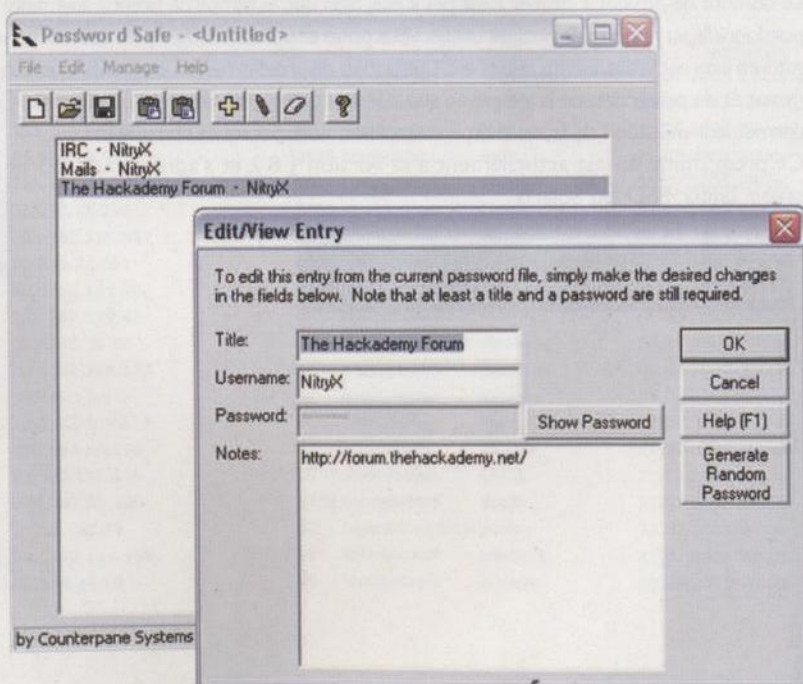 Password Safe - <Untitled>
File Edit Manage Help
IRC - NitryX
Mails - NitryX
The Hackademy Forum - NitryX
Edit/View Entry
To edit this entry from the current password file, simply make the desired changes
in the fields below. Note that at least a title and a password are still required.
Title: The Hackademy Forum
OK
Username: NitryX
Cancel
Password:
Show Password
Help (F1)
Notes: http://forum.thehackademy.net/
Generate
Random
Password
by Counterpane Systems